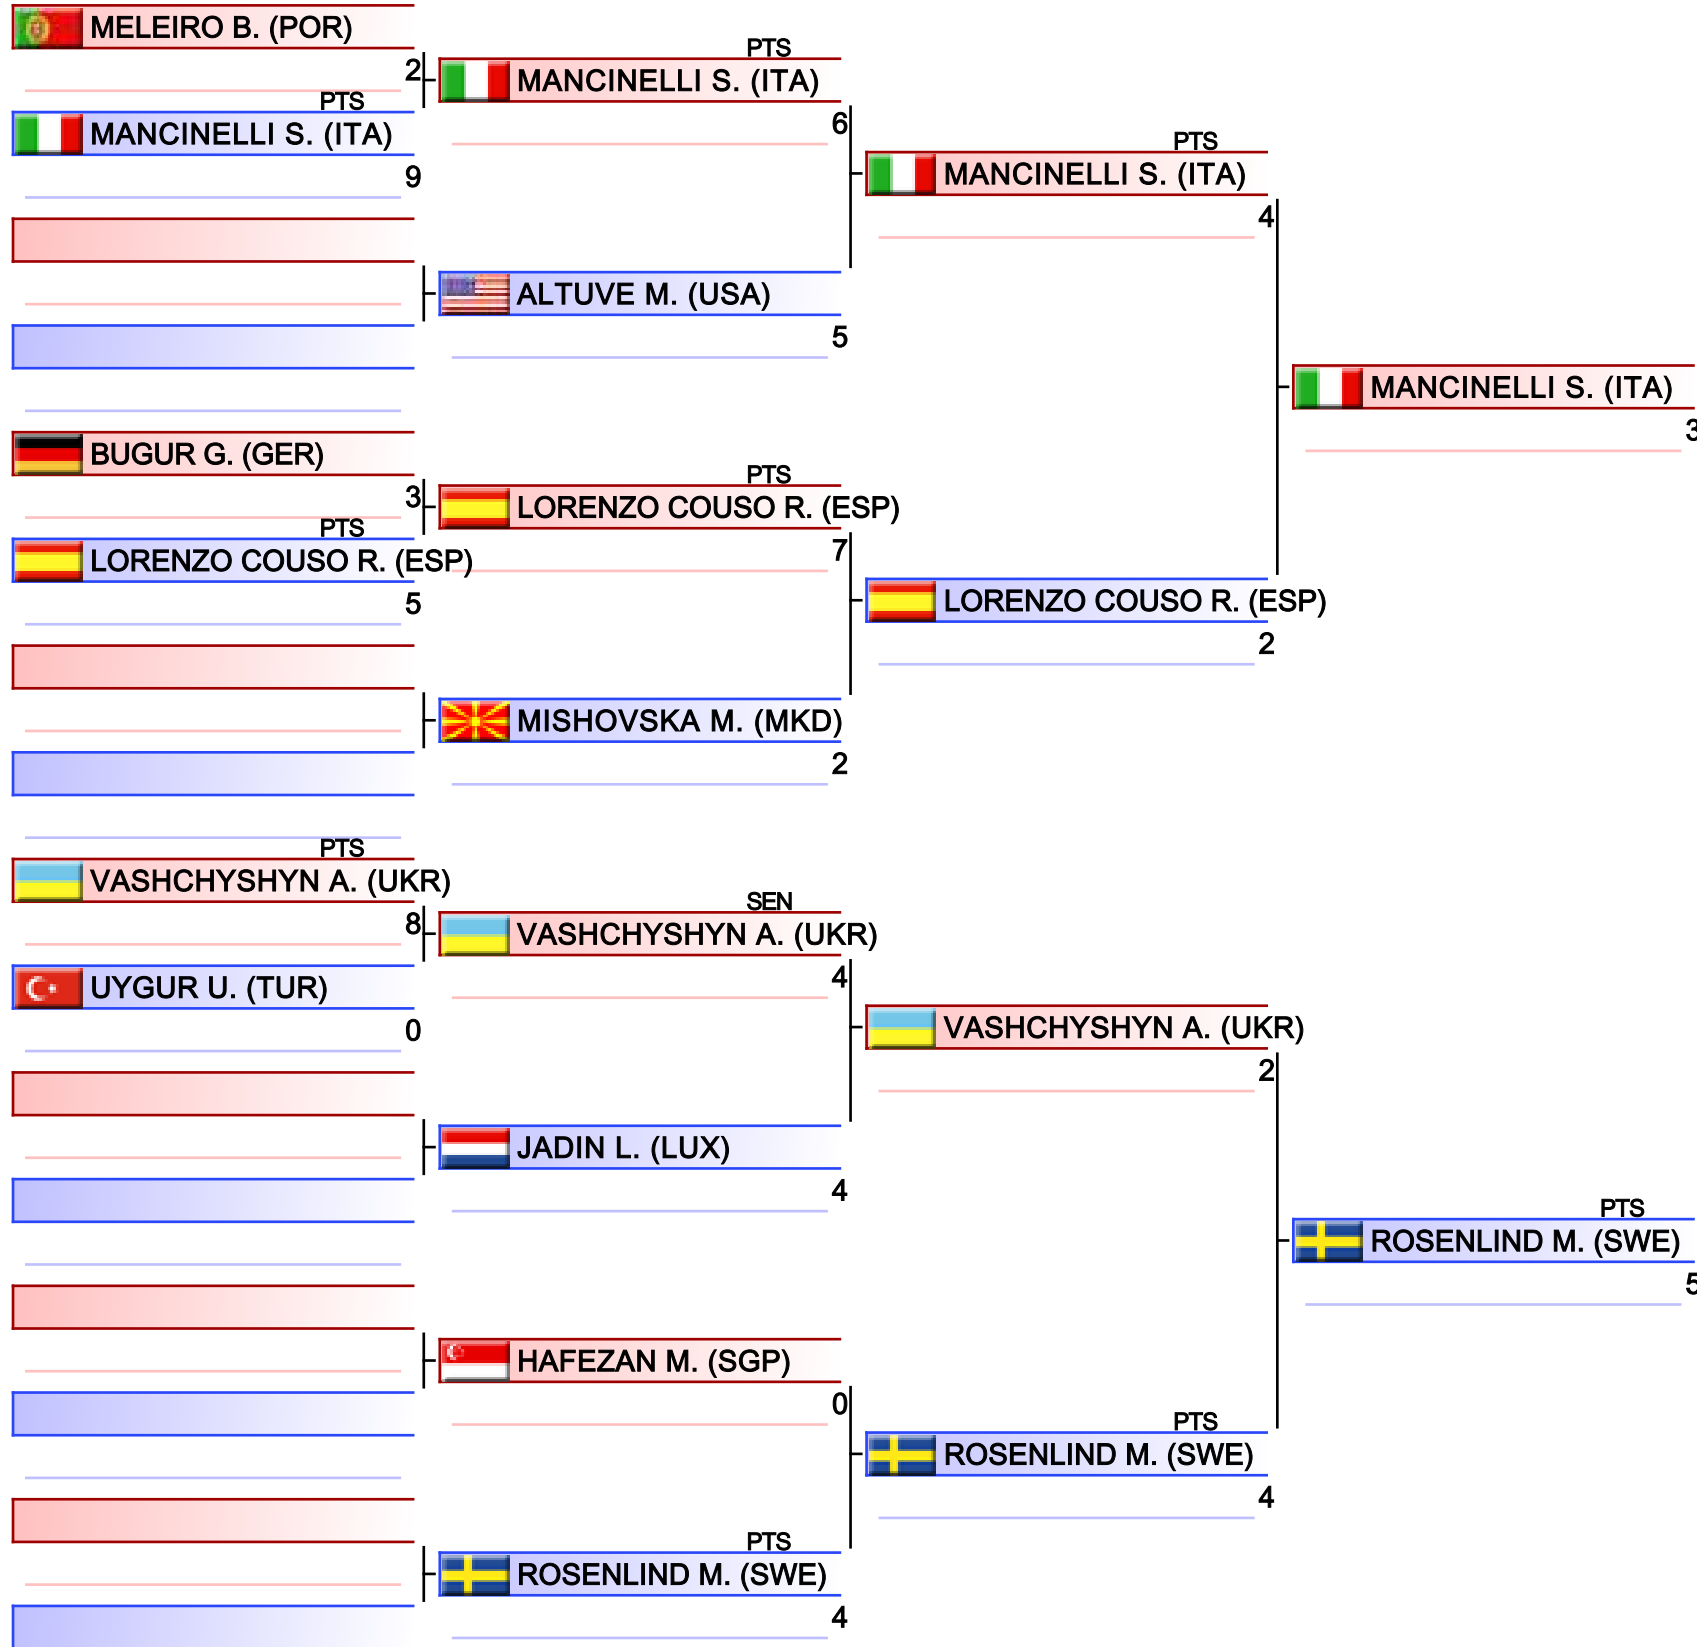 MELEIRO B. (POR)
2
PTS
MANCINELLI S. (ITA)
9
BUGUR G. (GER)
3
PTS
LORENZO COUSO R. (ESP)
5
PTS
VASHCHYSHYN A. (UKR)
8
UYGUR U. (TUR)
0
PTS
MANCINELLI S. (ITA)
6
ALTUVE M. (USA)
5
PTS
LORENZO COUSO R. (ESP)
7
MISHOVSKA M. (MKD)
2
SEN
VASHCHYSHYN A. (UKR)
4
JADIN L. (LUX)
4
HAFEZAN M. (SGP)
0
PTS
ROSENLIND M. (SWE)
4
PTS
MANCINELLI S. (ITA)
4
LORENZO COUSO R. (ESP)
2
VASHCHYSHYN A. (UKR)
2
PTS
ROSENLIND M. (SWE)
4
MANCINELLI S. (ITA)
3
PTS
ROSENLIND M. (SWE)
5